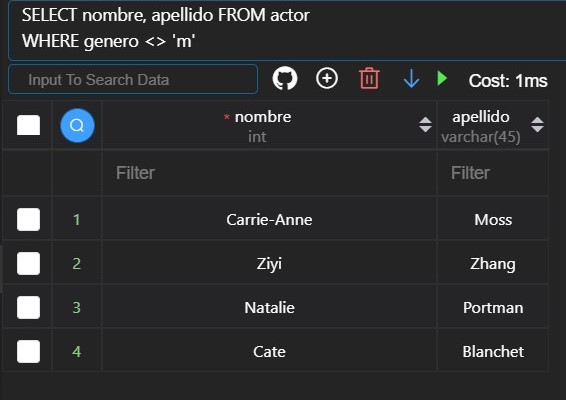 SELECT nombre, apellido FROM actor
WHERE genero <> 'm'
Input To Search Data
Cost: 1ms
* nombre
int
apellido
varchar(45)
Filter
Filter
1 Carrie-Anne Moss
2 Ziyi Zhang
3 Natalie Portman
4 Cate Blanchet